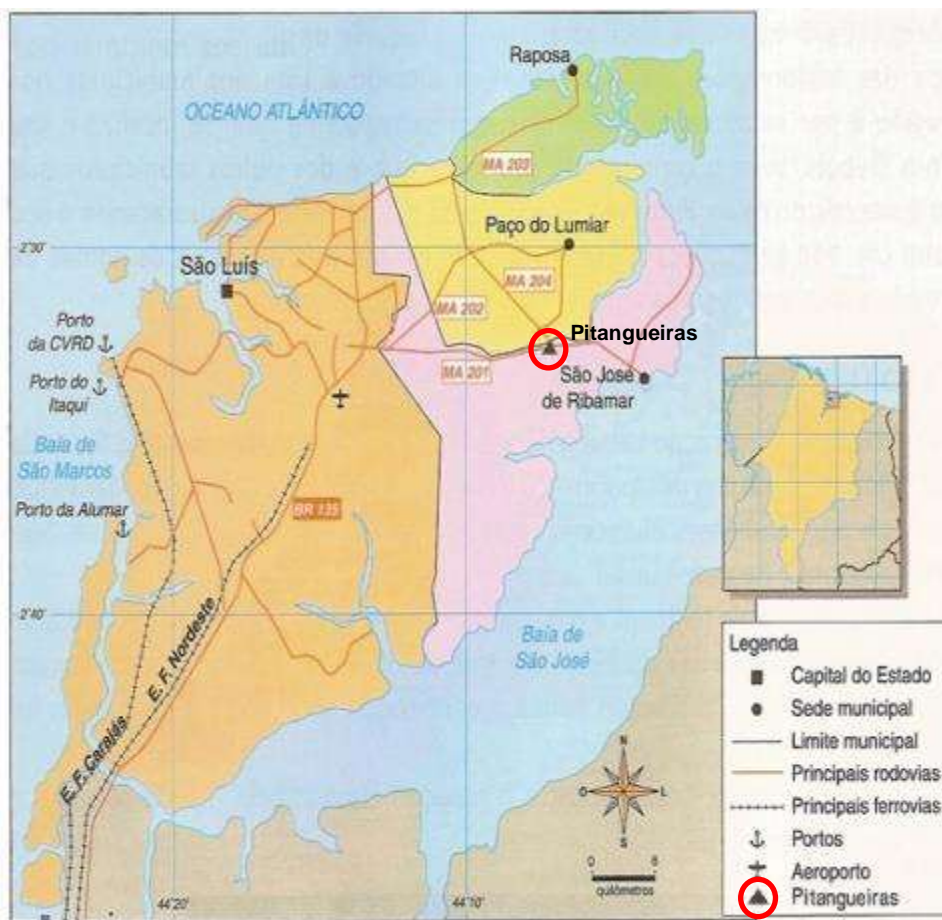 Raposa
OCEANO ATLÂNTICO
MA 203
2°30'
Paço do Lumiar
São Luís
MA 204
MA 202
Porto
da CVRD
Pitangueiras
MA 201
São José
de Ribamar
Porto do
Itaqui
Baía de
São Marcos
Porto da Alumar
BR 135
2°40'
E. F. Nordeste
Baía de
São José
E. F. Carajás
Legenda
Capital do Estado
Sede municipal
Limite municipal
Principais rodovias
Principais ferrovias
Portos
Aeroporto
Pitangueiras
N
O
L
S
0
quilômetros
44°20'
44°10'